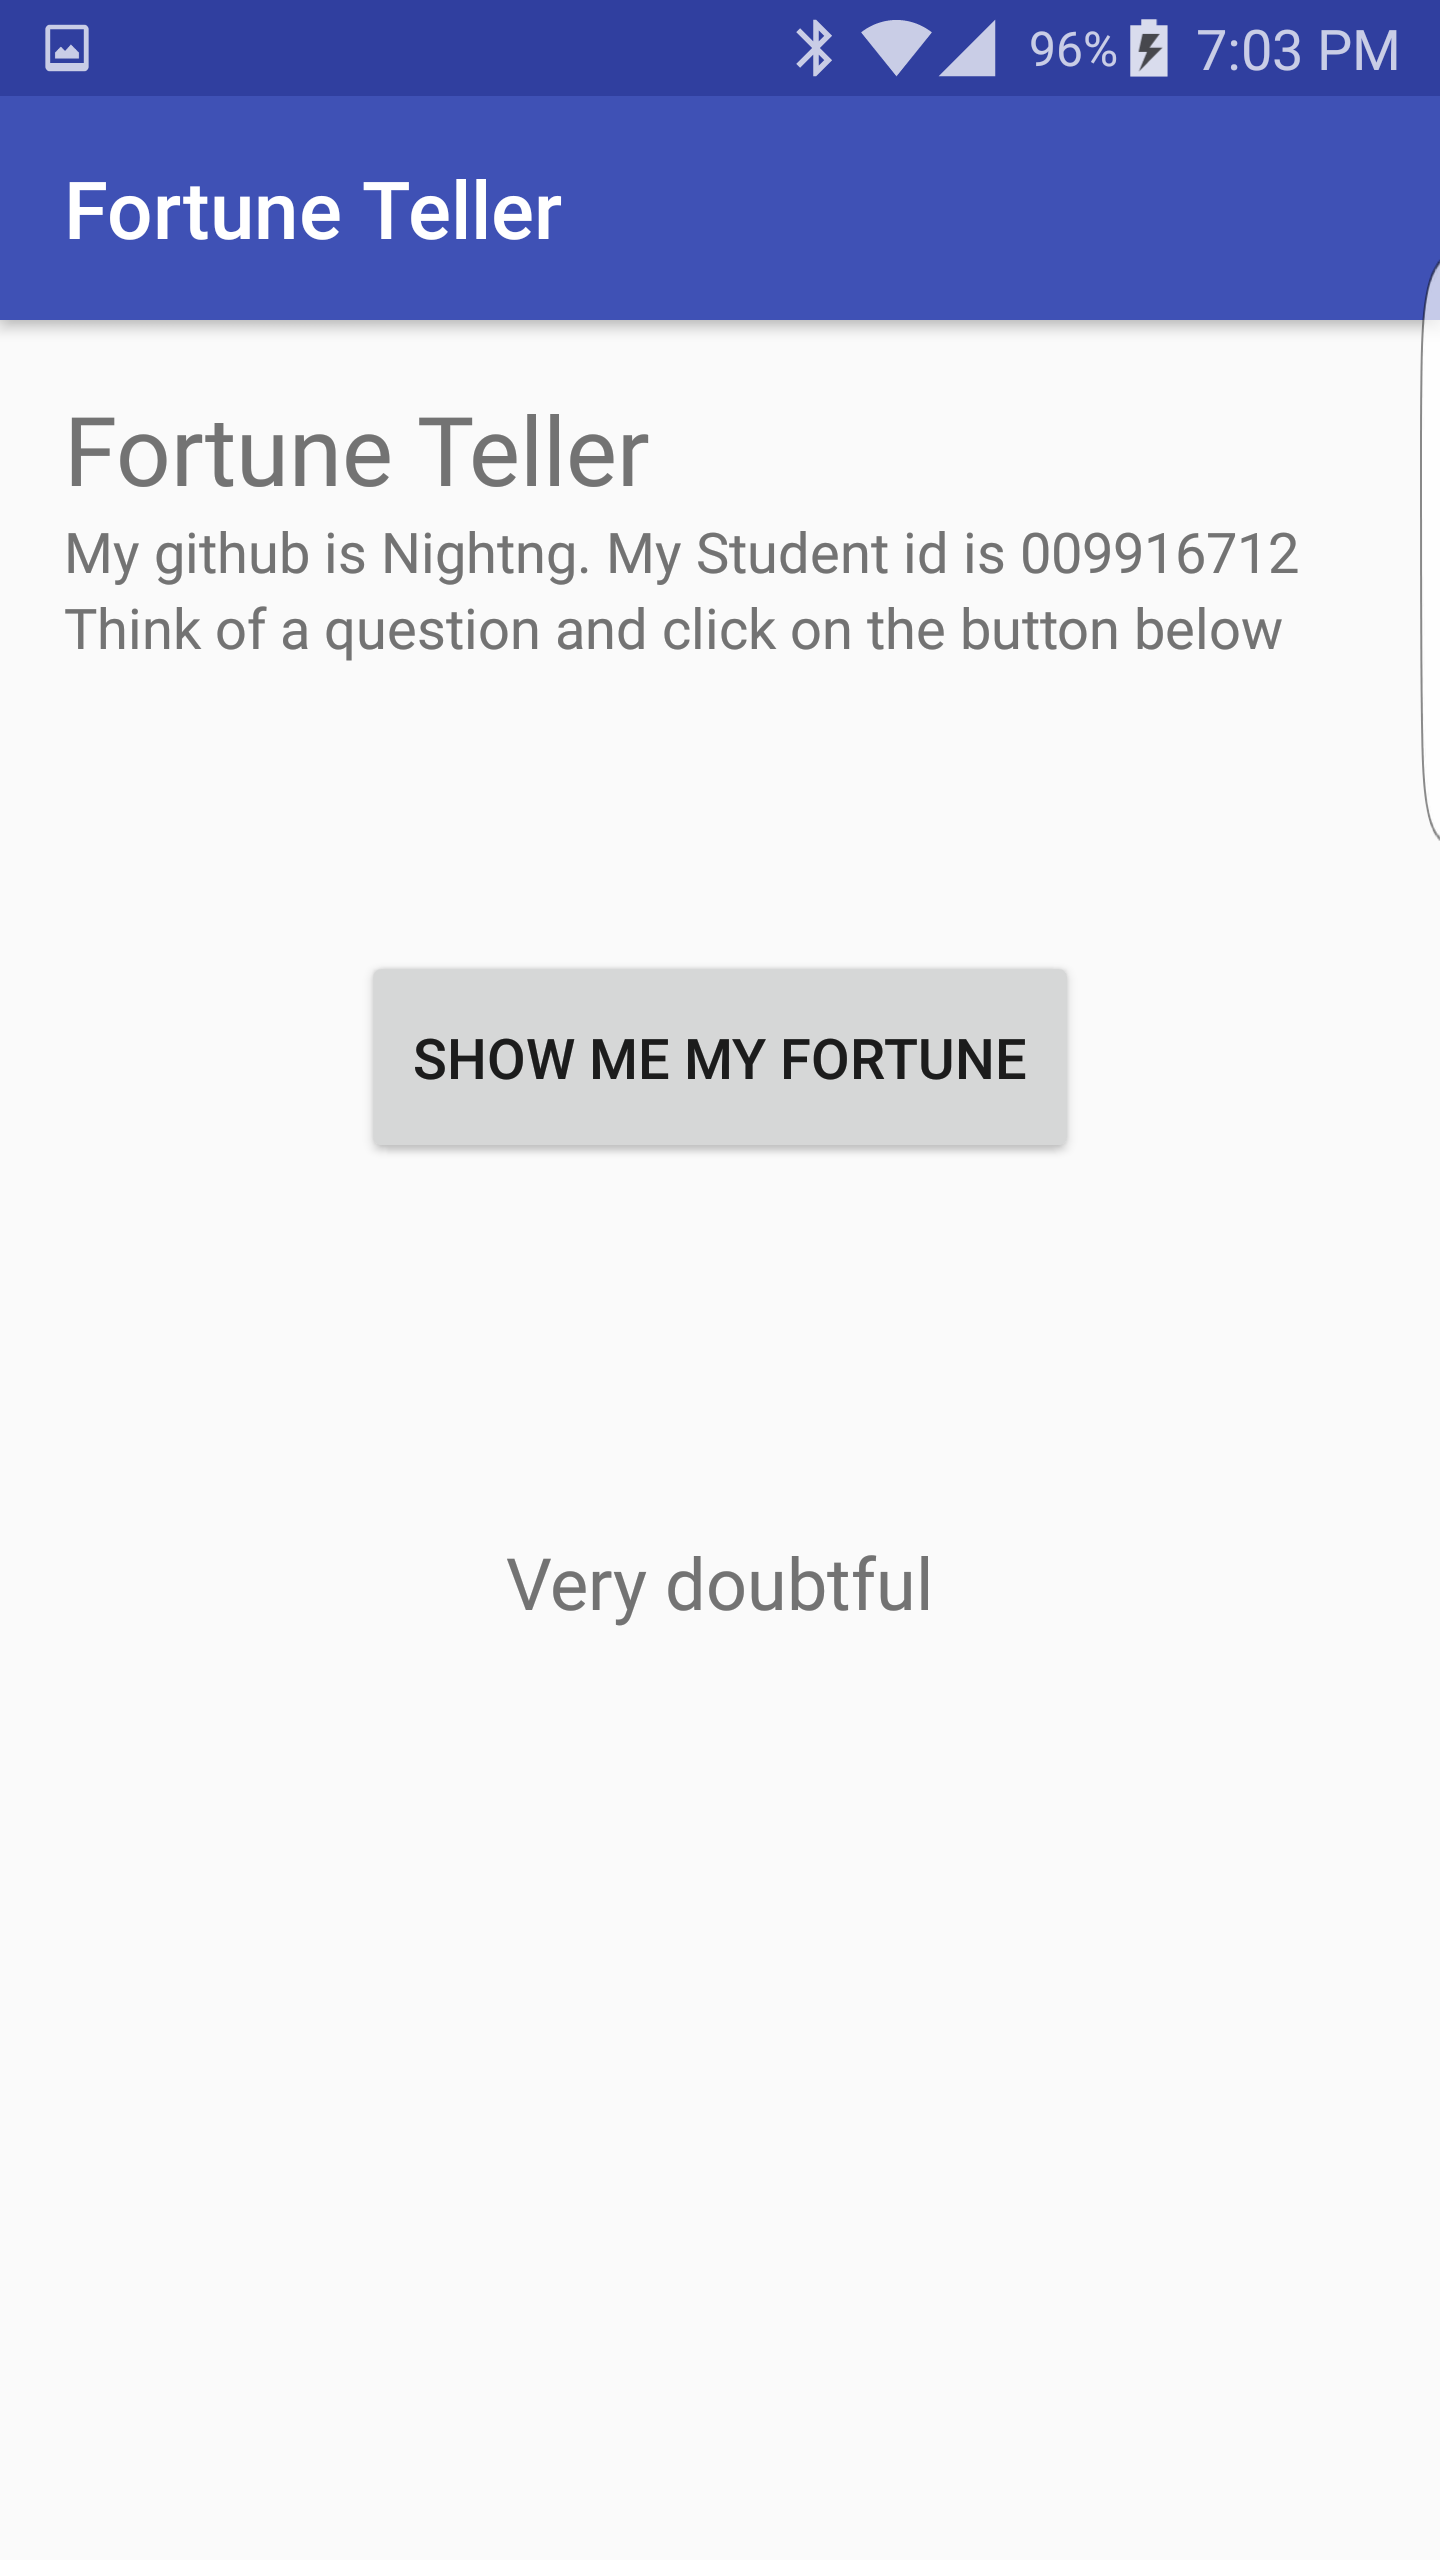 96% 7:03 PM
Fortune Teller
Fortune Teller
My github is Nightng. My Student id is 009916712
Think of a question and click on the button below
SHOW ME MY FORTUNE
Very doubtful